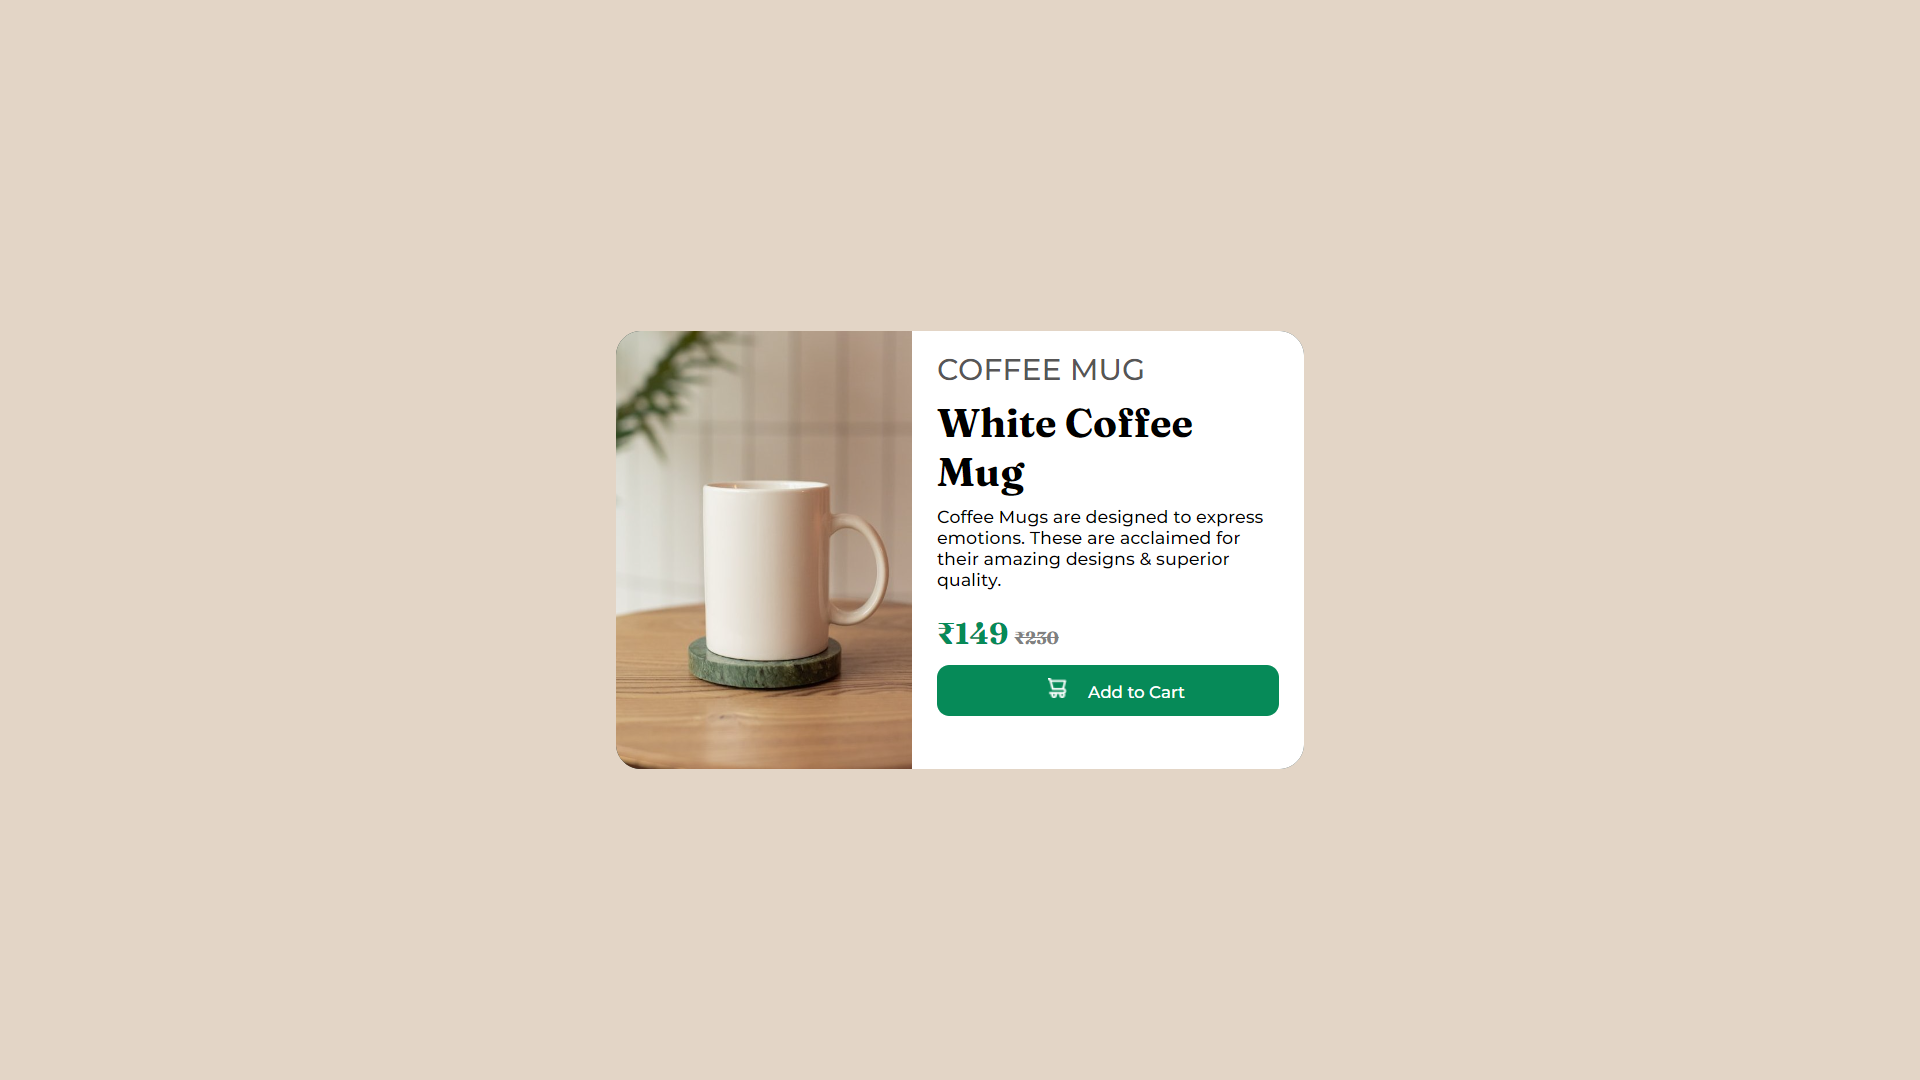 COFFEE MUG
White Coffee
Mug
Coffee Mugs are designed to express
emotions. These are acclaimed for
their amazing designs & superior
quality.
₹149 ₹230
Add to Cart